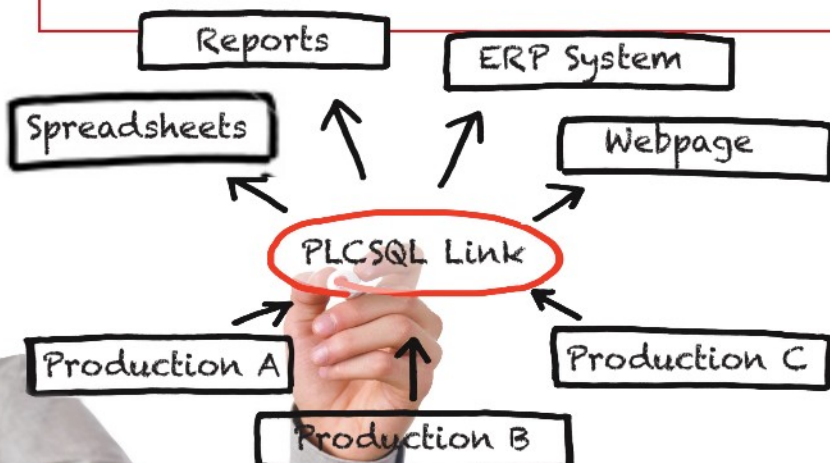 Reports
ERP System
Spreadsheets
Webpage
PLCSQL Link
Production A
Production C
Production B